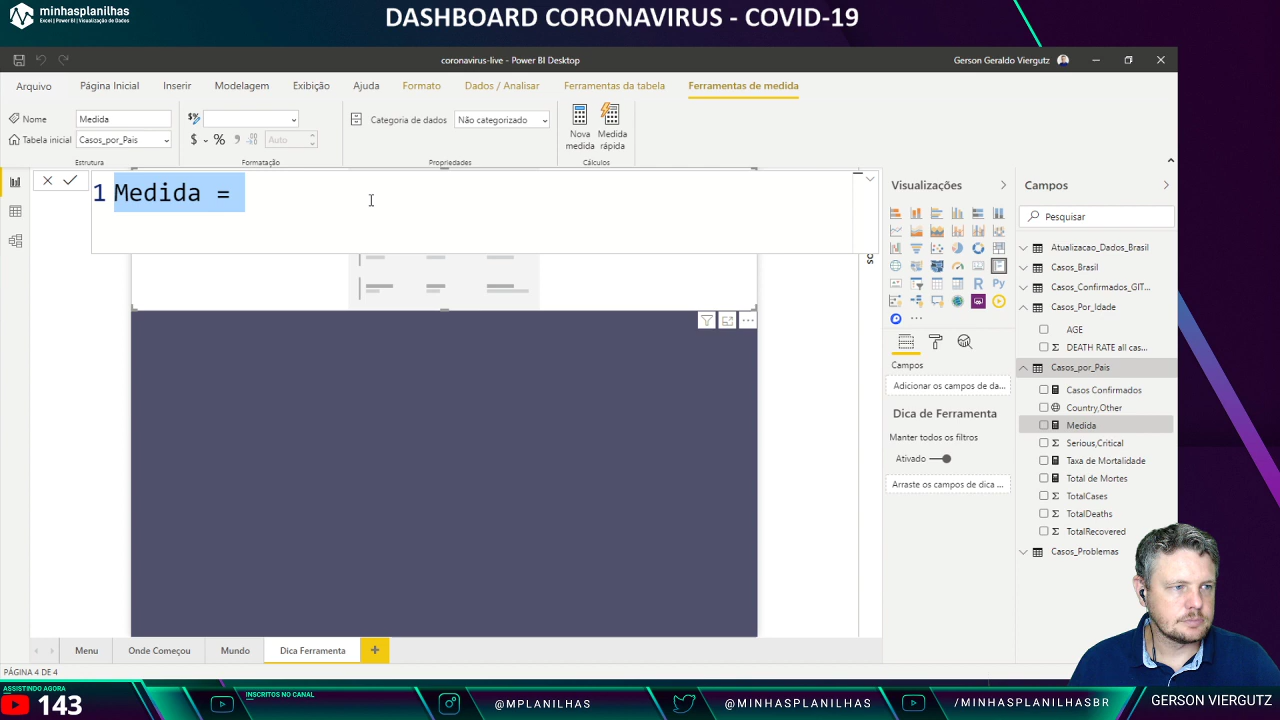 minhasplanilhas
Excel | Power BI | Visualização de Dados
DASHBOARD CORONAVIRUS - COVID-19
coronavirus-live - Power BI Desktop
Gerson Geraldo Viergutz
Arquivo
Página Inicial
Inserir
Modelagem
Exibição
Ajuda
Formato
Dados / Analisar
Ferramentas da tabela
Ferramentas de medida
Nome
Medida
Tabela inicial
Casos_por_Pais
Estrutura
$ % 9
Auto
Formatação
Categoria de dados
Não categorizado
Propriedades
Nova medida
Medida rápida
Cálculos
1 Medida =
Visualizações
Campos
Adicionar os campos de da...
Dica de Ferramenta
Manter todos os filtros
Ativado
Arraste os campos de dica ...
Campos
Pesquisar
Atualizacao_Dados_Brasil
Casos_Brasil
Casos_Confirmados_GIT...
Casos_Por_Idade
AGE
DEATH RATE all cas...
Casos_por_Pais
Casos Confirmados
Country,Other
Medida
Serious,Critical
Taxa de Mortalidade
Total de Mortes
TotalCases
TotalDeaths
TotalRecovered
Casos_Problemas
Menu
Onde Começou
Mundo
Dica Ferramenta
+
PÁGINA 4 DE 4
ASSISTINDO AGORA
143
INSCRITOS NO CANAL
@MPLANILHAS
@MINHASPLANILHAS
/MINHASPLANILHASBR
GERSON VIERGUTZ